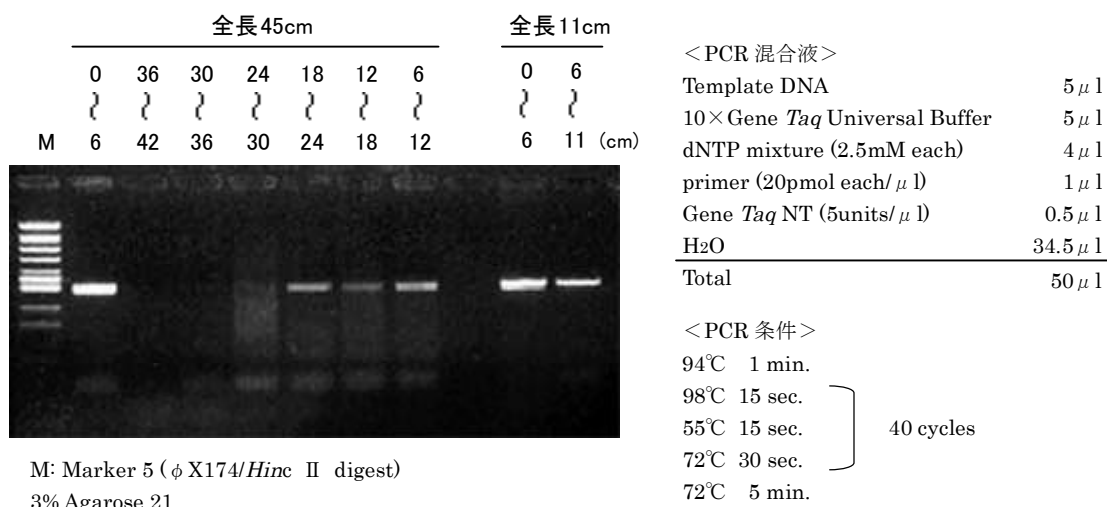 全長45cm 全長11cm
0 36 30 24 18 12 6 0 6
〜 〜 〜 〜 〜 〜 〜 〜 〜
M 6 42 36 30 24 18 12 6 11 (cm)
M: Marker 5 (φX174/Hinc Ⅱ digest)
3% Agarose 21
＜PCR 混合液＞
Template DNA 5μl
10×Gene Taq Universal Buffer 5μl
dNTP mixture (2.5mM each) 4μl
primer (20pmol each/μl) 1μl
Gene Taq NT (5units/μl) 0.5μl
H2O 34.5μl
Total 50μl
＜PCR 条件＞
94℃ 1 min.
98℃ 15 sec.
55℃ 15 sec. 40 cycles
72℃ 30 sec.
72℃ 5 min.